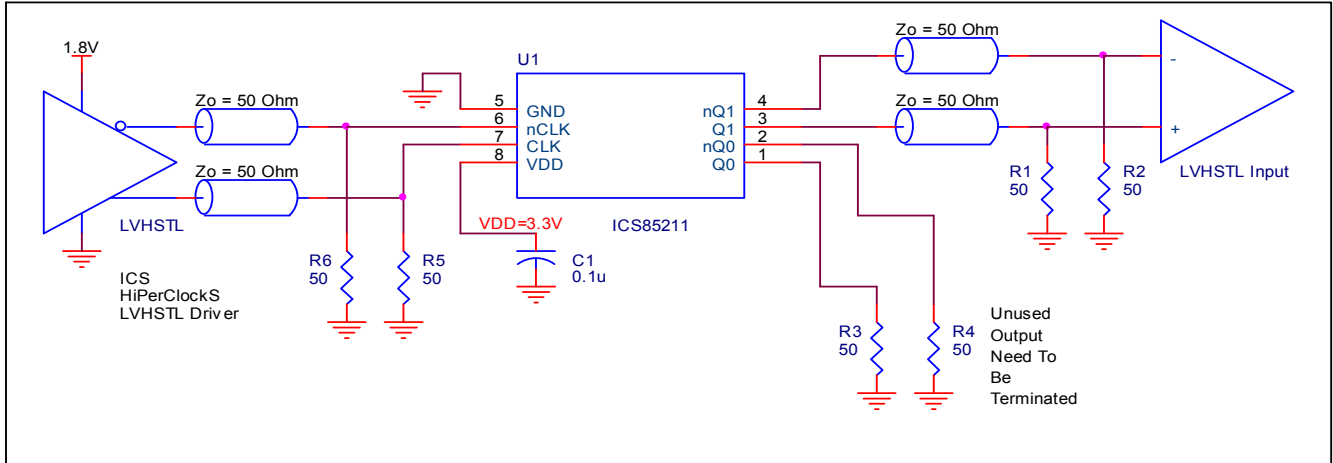 1.8V
Zo = 50 Ohm
Zo = 50 Ohm
LVHSTL
ICS
HiPerClockS
LVHSTL Driver
R6
50
R5
50
U1
5
GND
6
nCLK
7
CLK
8
VDD
nQ1
4
Q1
3
nQ0
2
Q0
1
ICS85211
VDD=3.3V
C1
0.1u
Zo = 50 Ohm
Zo = 50 Ohm
-
+
LVHSTL Input
R1
50
R2
50
R3
50
R4
50
Unused
Output
Need To
Be
Terminated